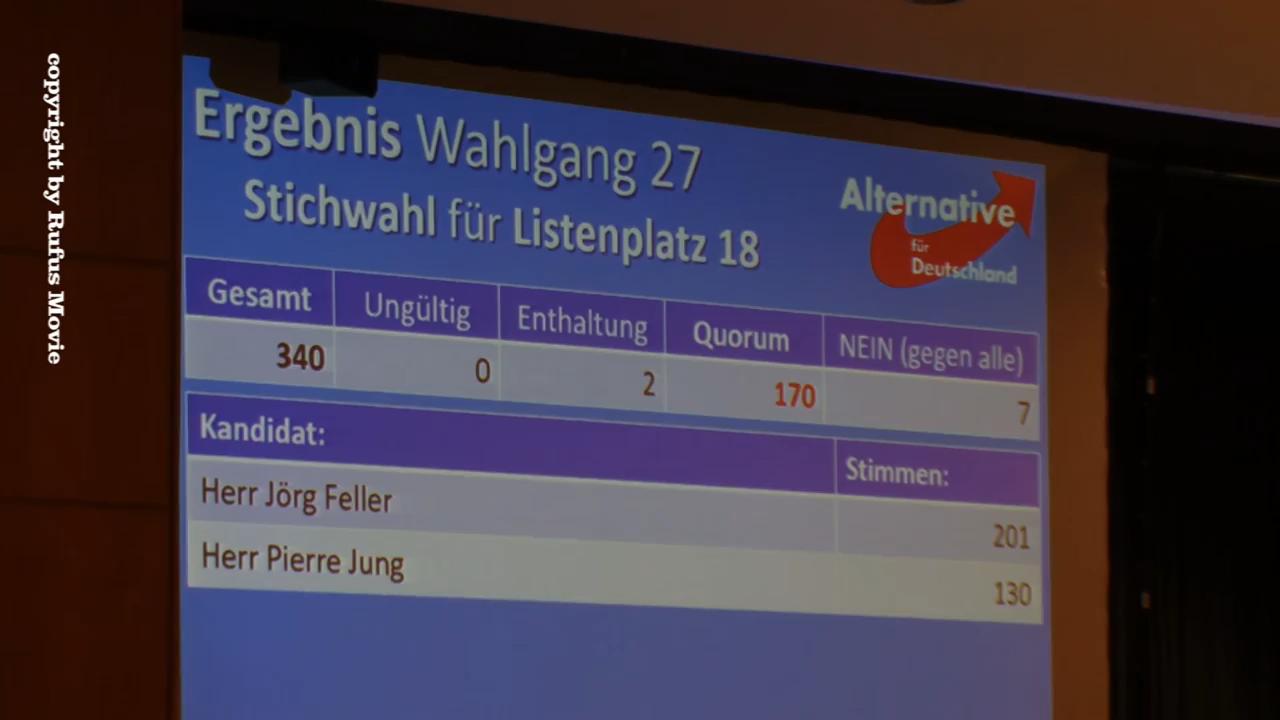 copyright by Rufus Movie
Ergebnis Wahlgang 27
Stichwahl für Listenplatz 18
Alternative
für
Deutschland
Gesamt Ungültig Enthaltung Quorum NEIN (gegen alle)
340 0 2 170 7
Kandidat: Stimmen:
Herr Jörg Feller 201
Herr Pierre Jung 130